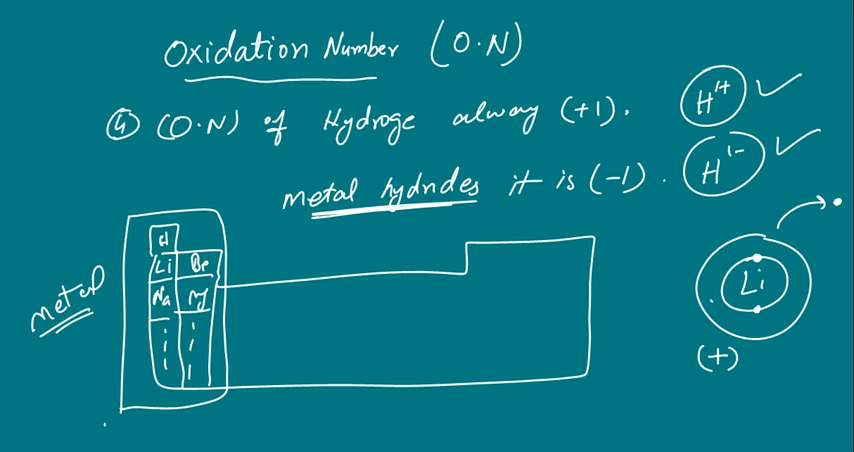 Oxidation Number (O.N)
④ (O.N) of Hydroge alway (+1). H¹⁺
metal hydrides it is (-1). H¹⁻
H
Li Be
Na Mg
metal
Li
(+)